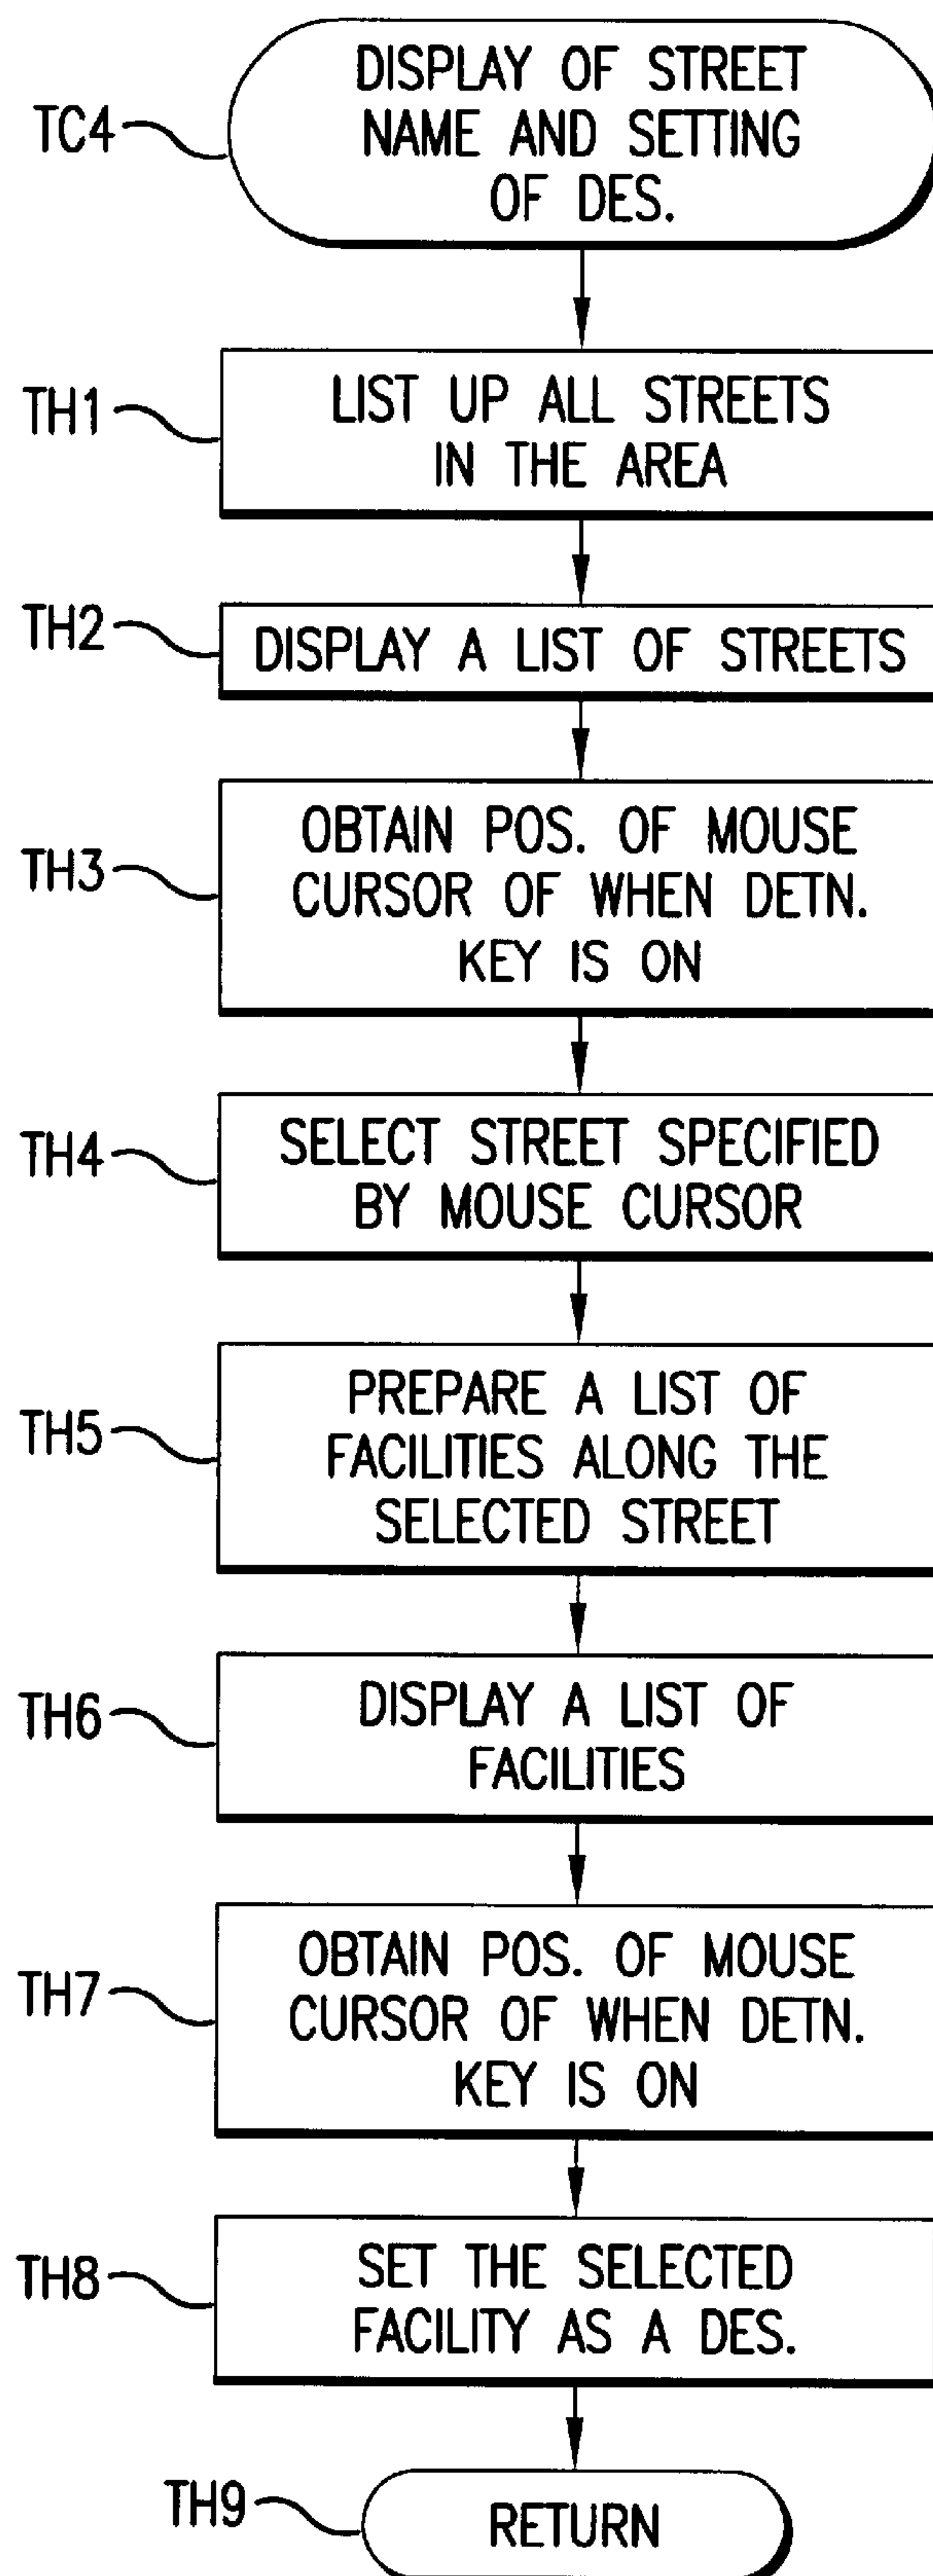 TC4
DISPLAY OF STREET
NAME AND SETTING
OF DES.
TH1
LIST UP ALL STREETS
IN THE AREA
TH2
DISPLAY A LIST OF STREETS
TH3
OBTAIN POS. OF MOUSE
CURSOR OF WHEN DETN.
KEY IS ON
TH4
SELECT STREET SPECIFIED
BY MOUSE CURSOR
TH5
PREPARE A LIST OF
FACILITIES ALONG THE
SELECTED STREET
TH6
DISPLAY A LIST OF
FACILITIES
TH7
OBTAIN POS. OF MOUSE
CURSOR OF WHEN DETN.
KEY IS ON
TH8
SET THE SELECTED
FACILITY AS A DES.
TH9
RETURN